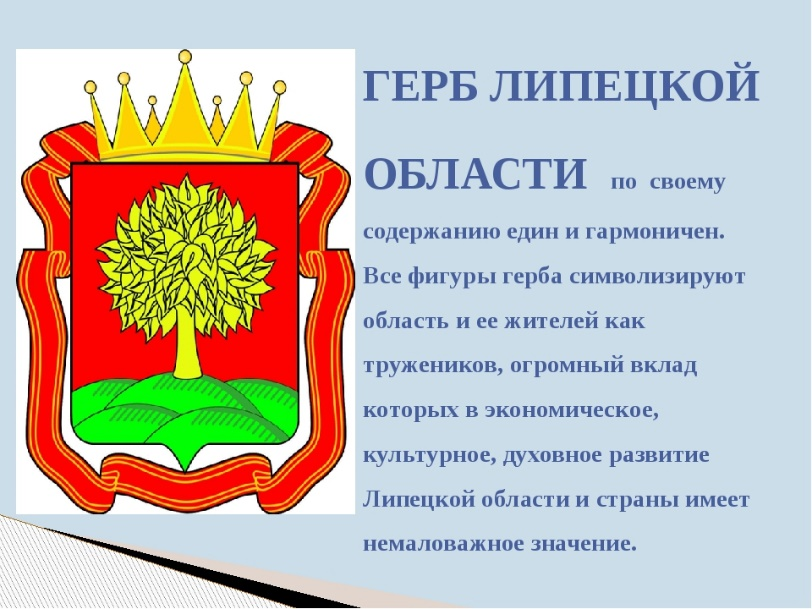 ГЕРБ ЛИПЕЦКОЙ
ОБЛАСТИ по своему
содержанию един и гармоничен.
Все фигуры герба символизируют
область и ее жителей как
тружеников, огромный вклад
которых в экономическое,
культурное, духовное развитие
Липецкой области и страны имеет
немаловажное значение.